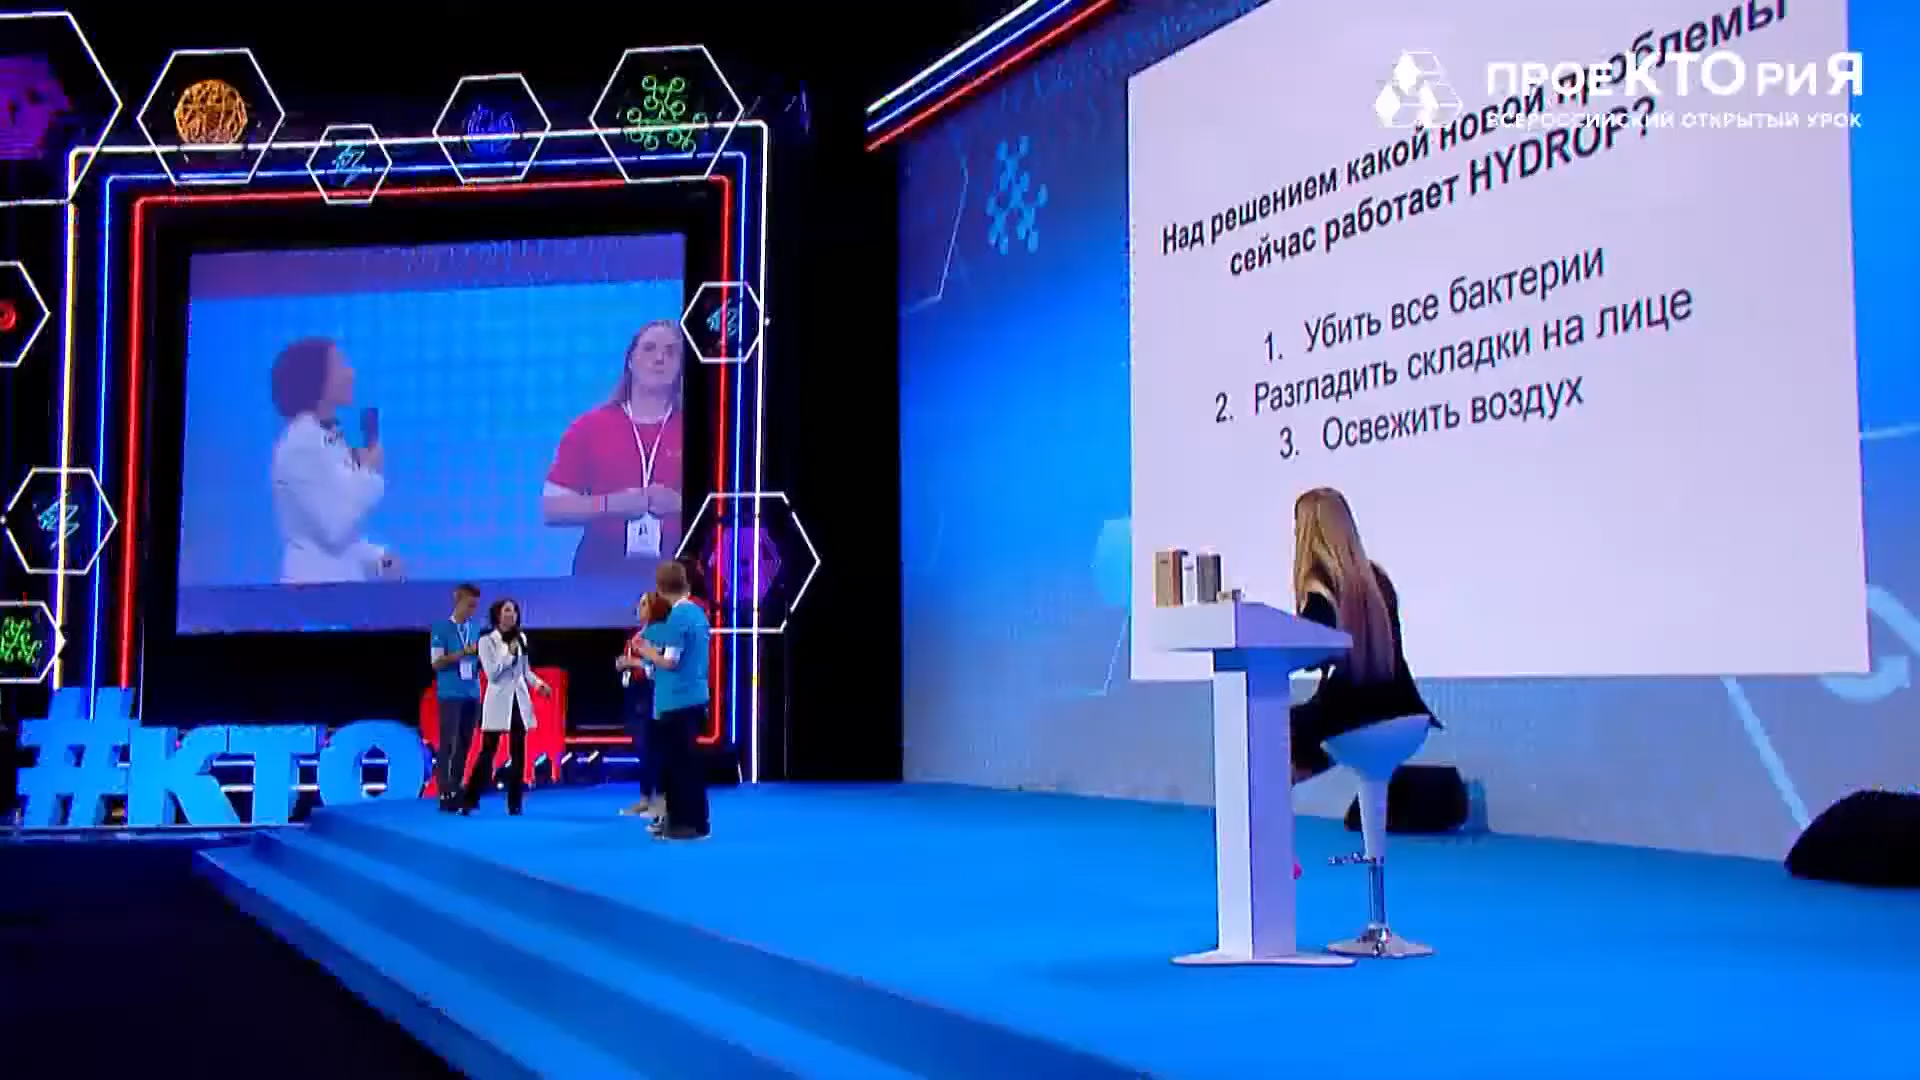 ПРОЕКТОРИЯ
ВСЕРОССИЙСКИЙ ОТКРЫТЫЙ УРОК
Над решением какой новой проблемы
сейчас работает HYDROP?
1. Убить все бактерии
2. Разгладить складки на лице
3. Освежить воздух
#КТО